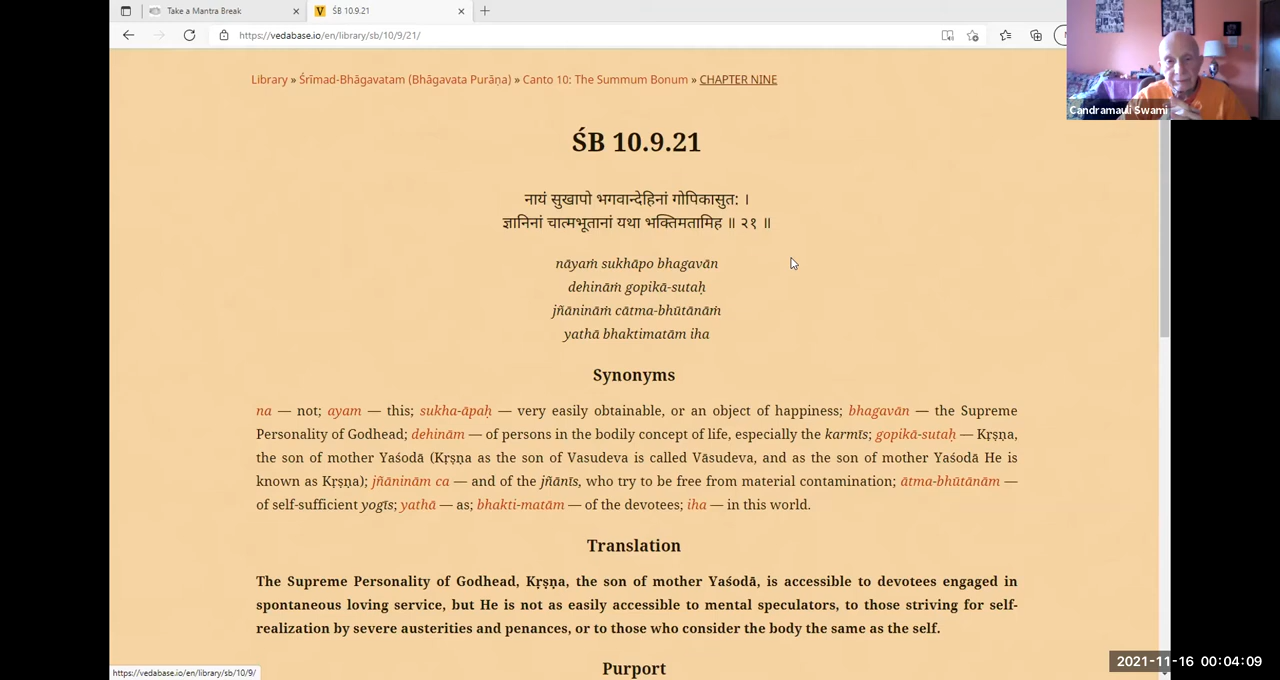 Take a Mantra Break
ŚB 10.9.21
https://vedabase.io/en/library/sb/10/9/21/
Candramauli Swami
Library » Śrīmad-Bhāgavatam (Bhāgavata Purāṇa) » Canto 10: The Summum Bonum » CHAPTER NINE
ŚB 10.9.21
नायं सुखापो भगवान्देहिनां गोपिकासुत: ।
ज्ञानिनां चात्मभूतानां यथा भक्तिमतामिह ॥ २१ ॥
nāyaṁ sukhāpo bhagavān
dehināṁ gopikā-sutaḥ
jñānināṁ cātma-bhūtānāṁ
yathā bhaktimatām iha
Synonyms
na — not; ayam — this; sukha-āpaḥ — very easily obtainable, or an object of happiness; bhagavān — the Supreme
Personality of Godhead; dehinām — of persons in the bodily concept of life, especially the karmīs; gopikā-sutaḥ — Kṛṣṇa,
the son of mother Yaśodā (Kṛṣṇa as the son of Vasudeva is called Vāsudeva, and as the son of mother Yaśodā He is
known as Kṛṣṇa); jñāninām ca — and of the jñānīs, who try to be free from material contamination; ātma-bhūtānām —
of self-sufficient yogīs; yathā — as; bhakti-matām — of the devotees; iha — in this world.
Translation
The Supreme Personality of Godhead, Kṛṣṇa, the son of mother Yaśodā, is accessible to devotees engaged in
spontaneous loving service, but He is not as easily accessible to mental speculators, to those striving for self-
realization by severe austerities and penances, or to those who consider the body the same as the self.
Purport
https://vedabase.io/en/library/sb/10/9/
2021-11-16 00:04:09